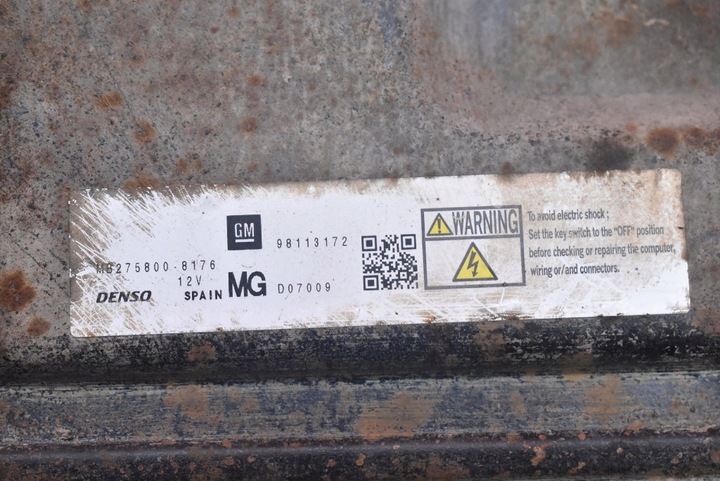 GM
98113172
MB275800-8176
12V
DENSO
SPAIN
MG
D07009
WARNING
To avoid electric shock ;
Set the key switch to the "OFF" position
before checking or repairing the computer,
wiring or/and connectors.